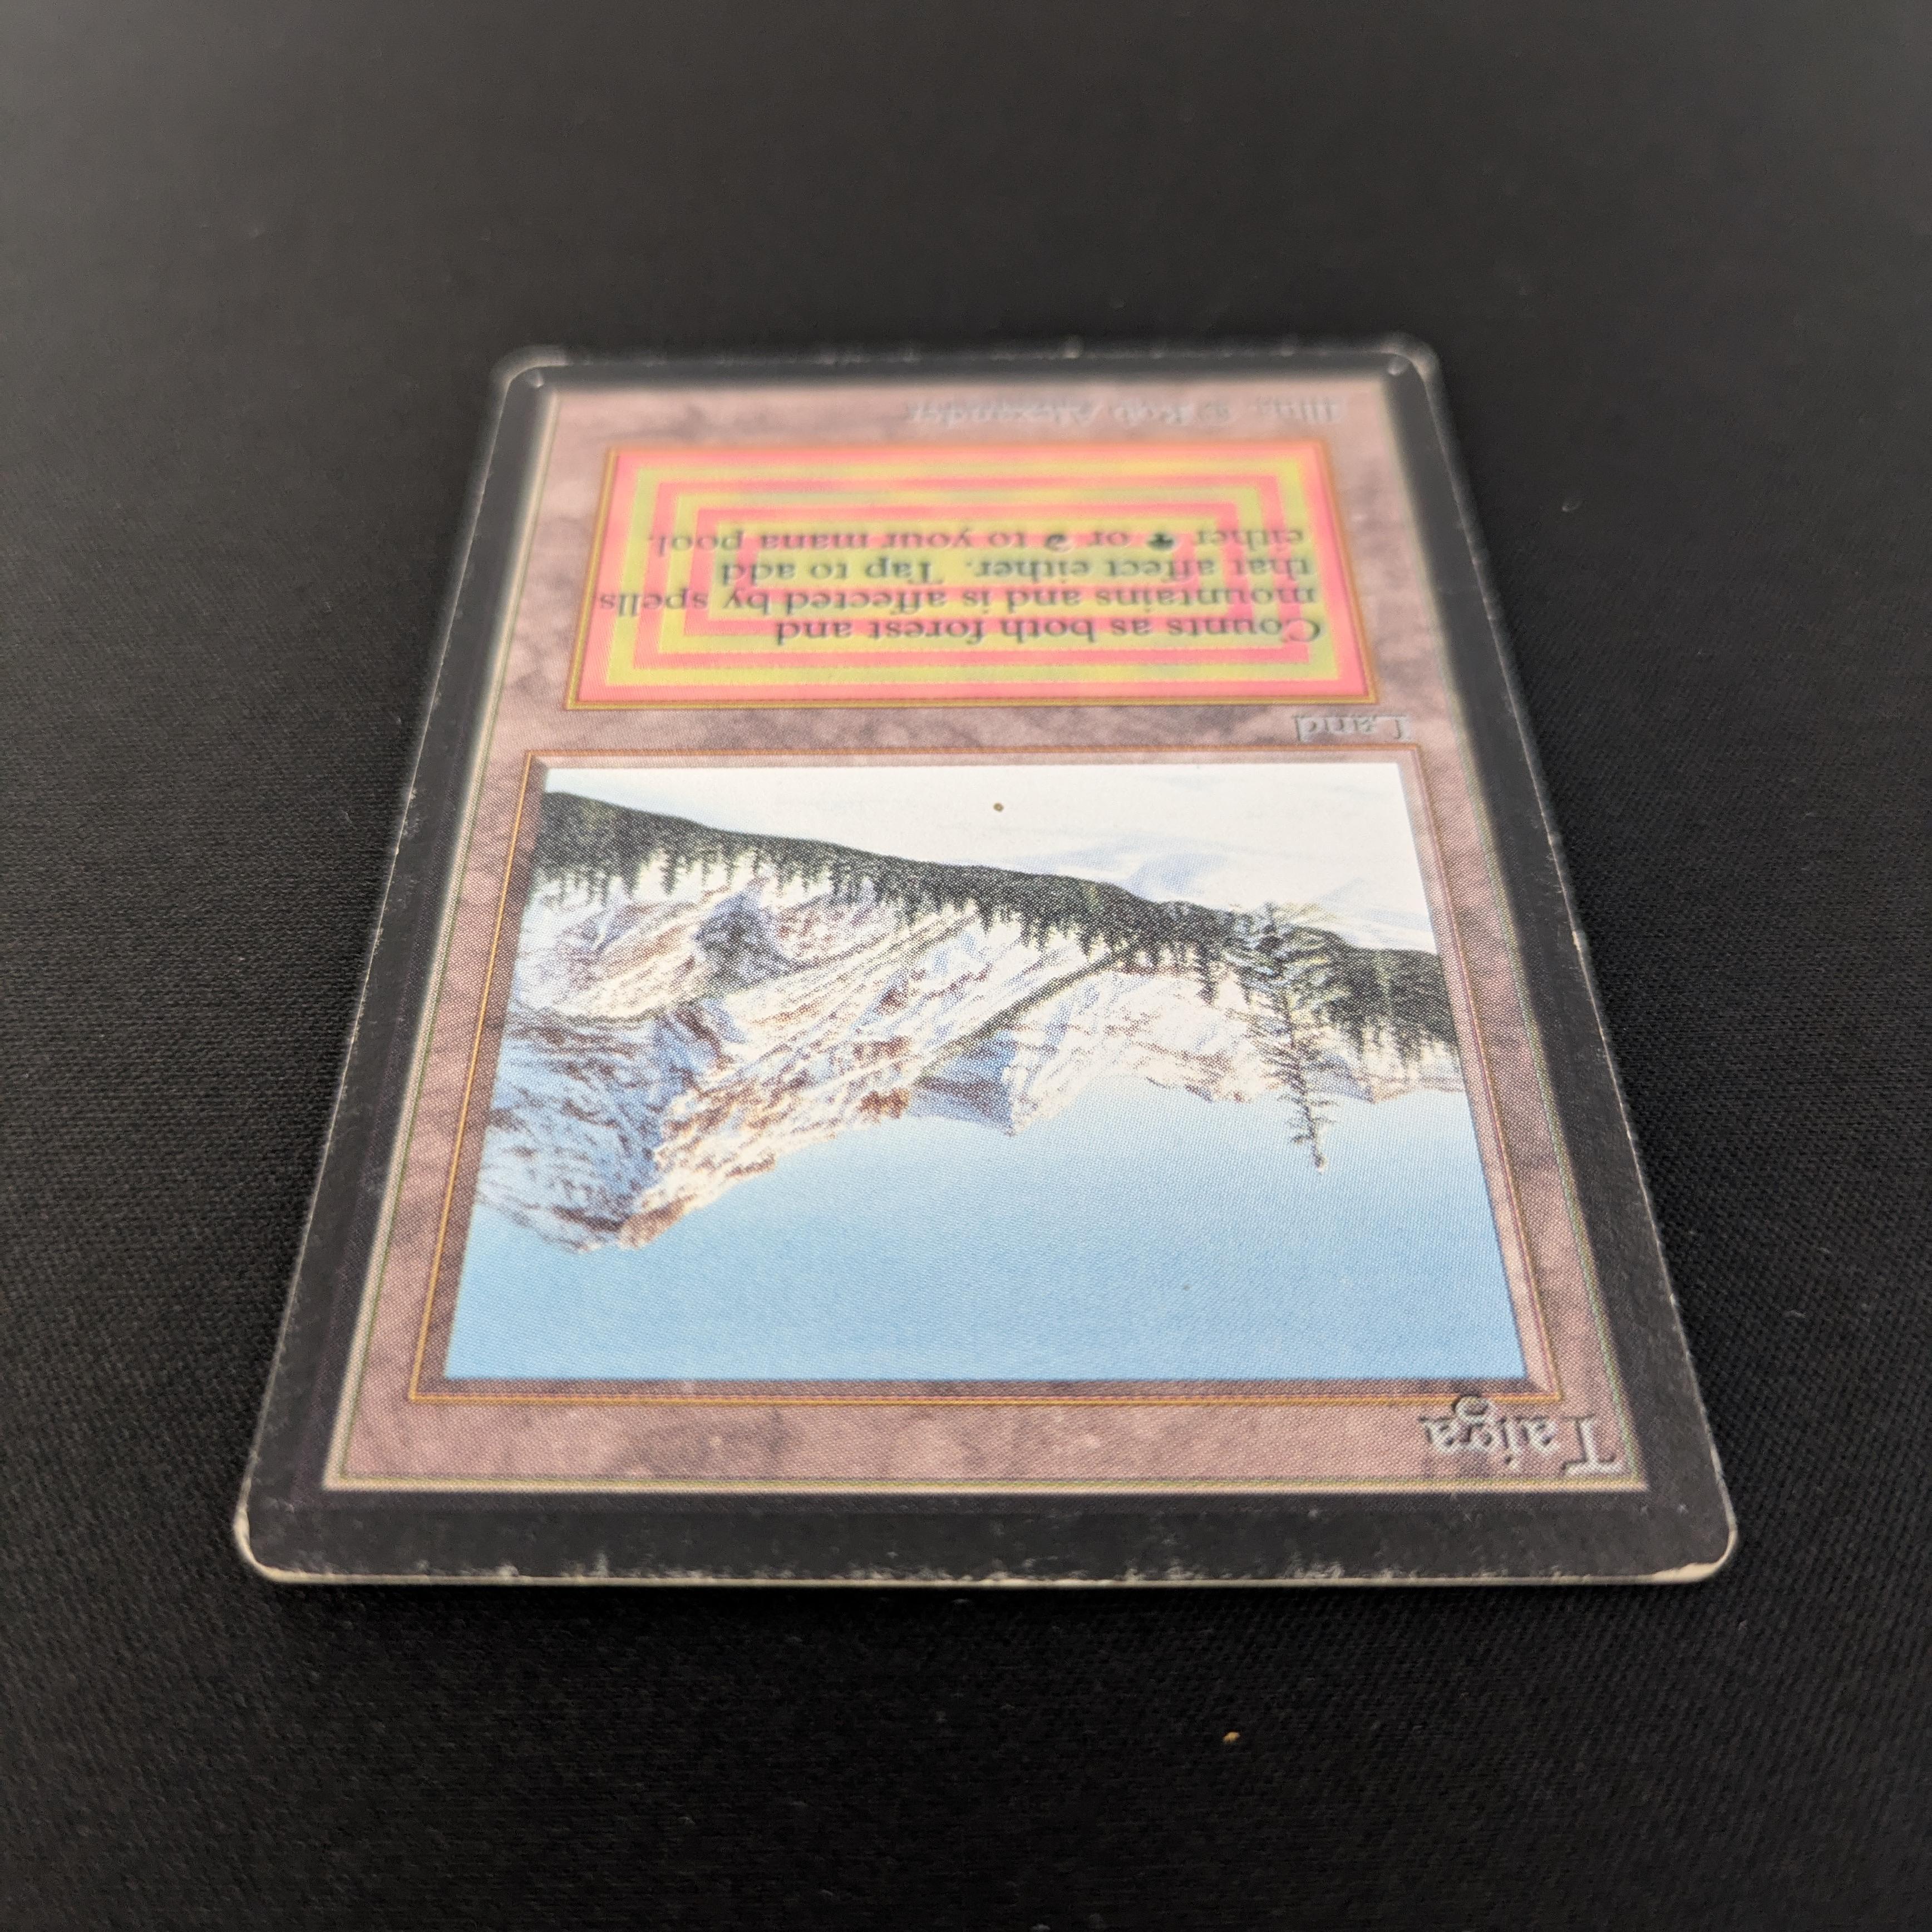 Taiga
Land
Counts as both forest and
mountains and is affected by spells
that affect either. Tap to add
either or to your mana pool.
Illus. © Rob Alexander